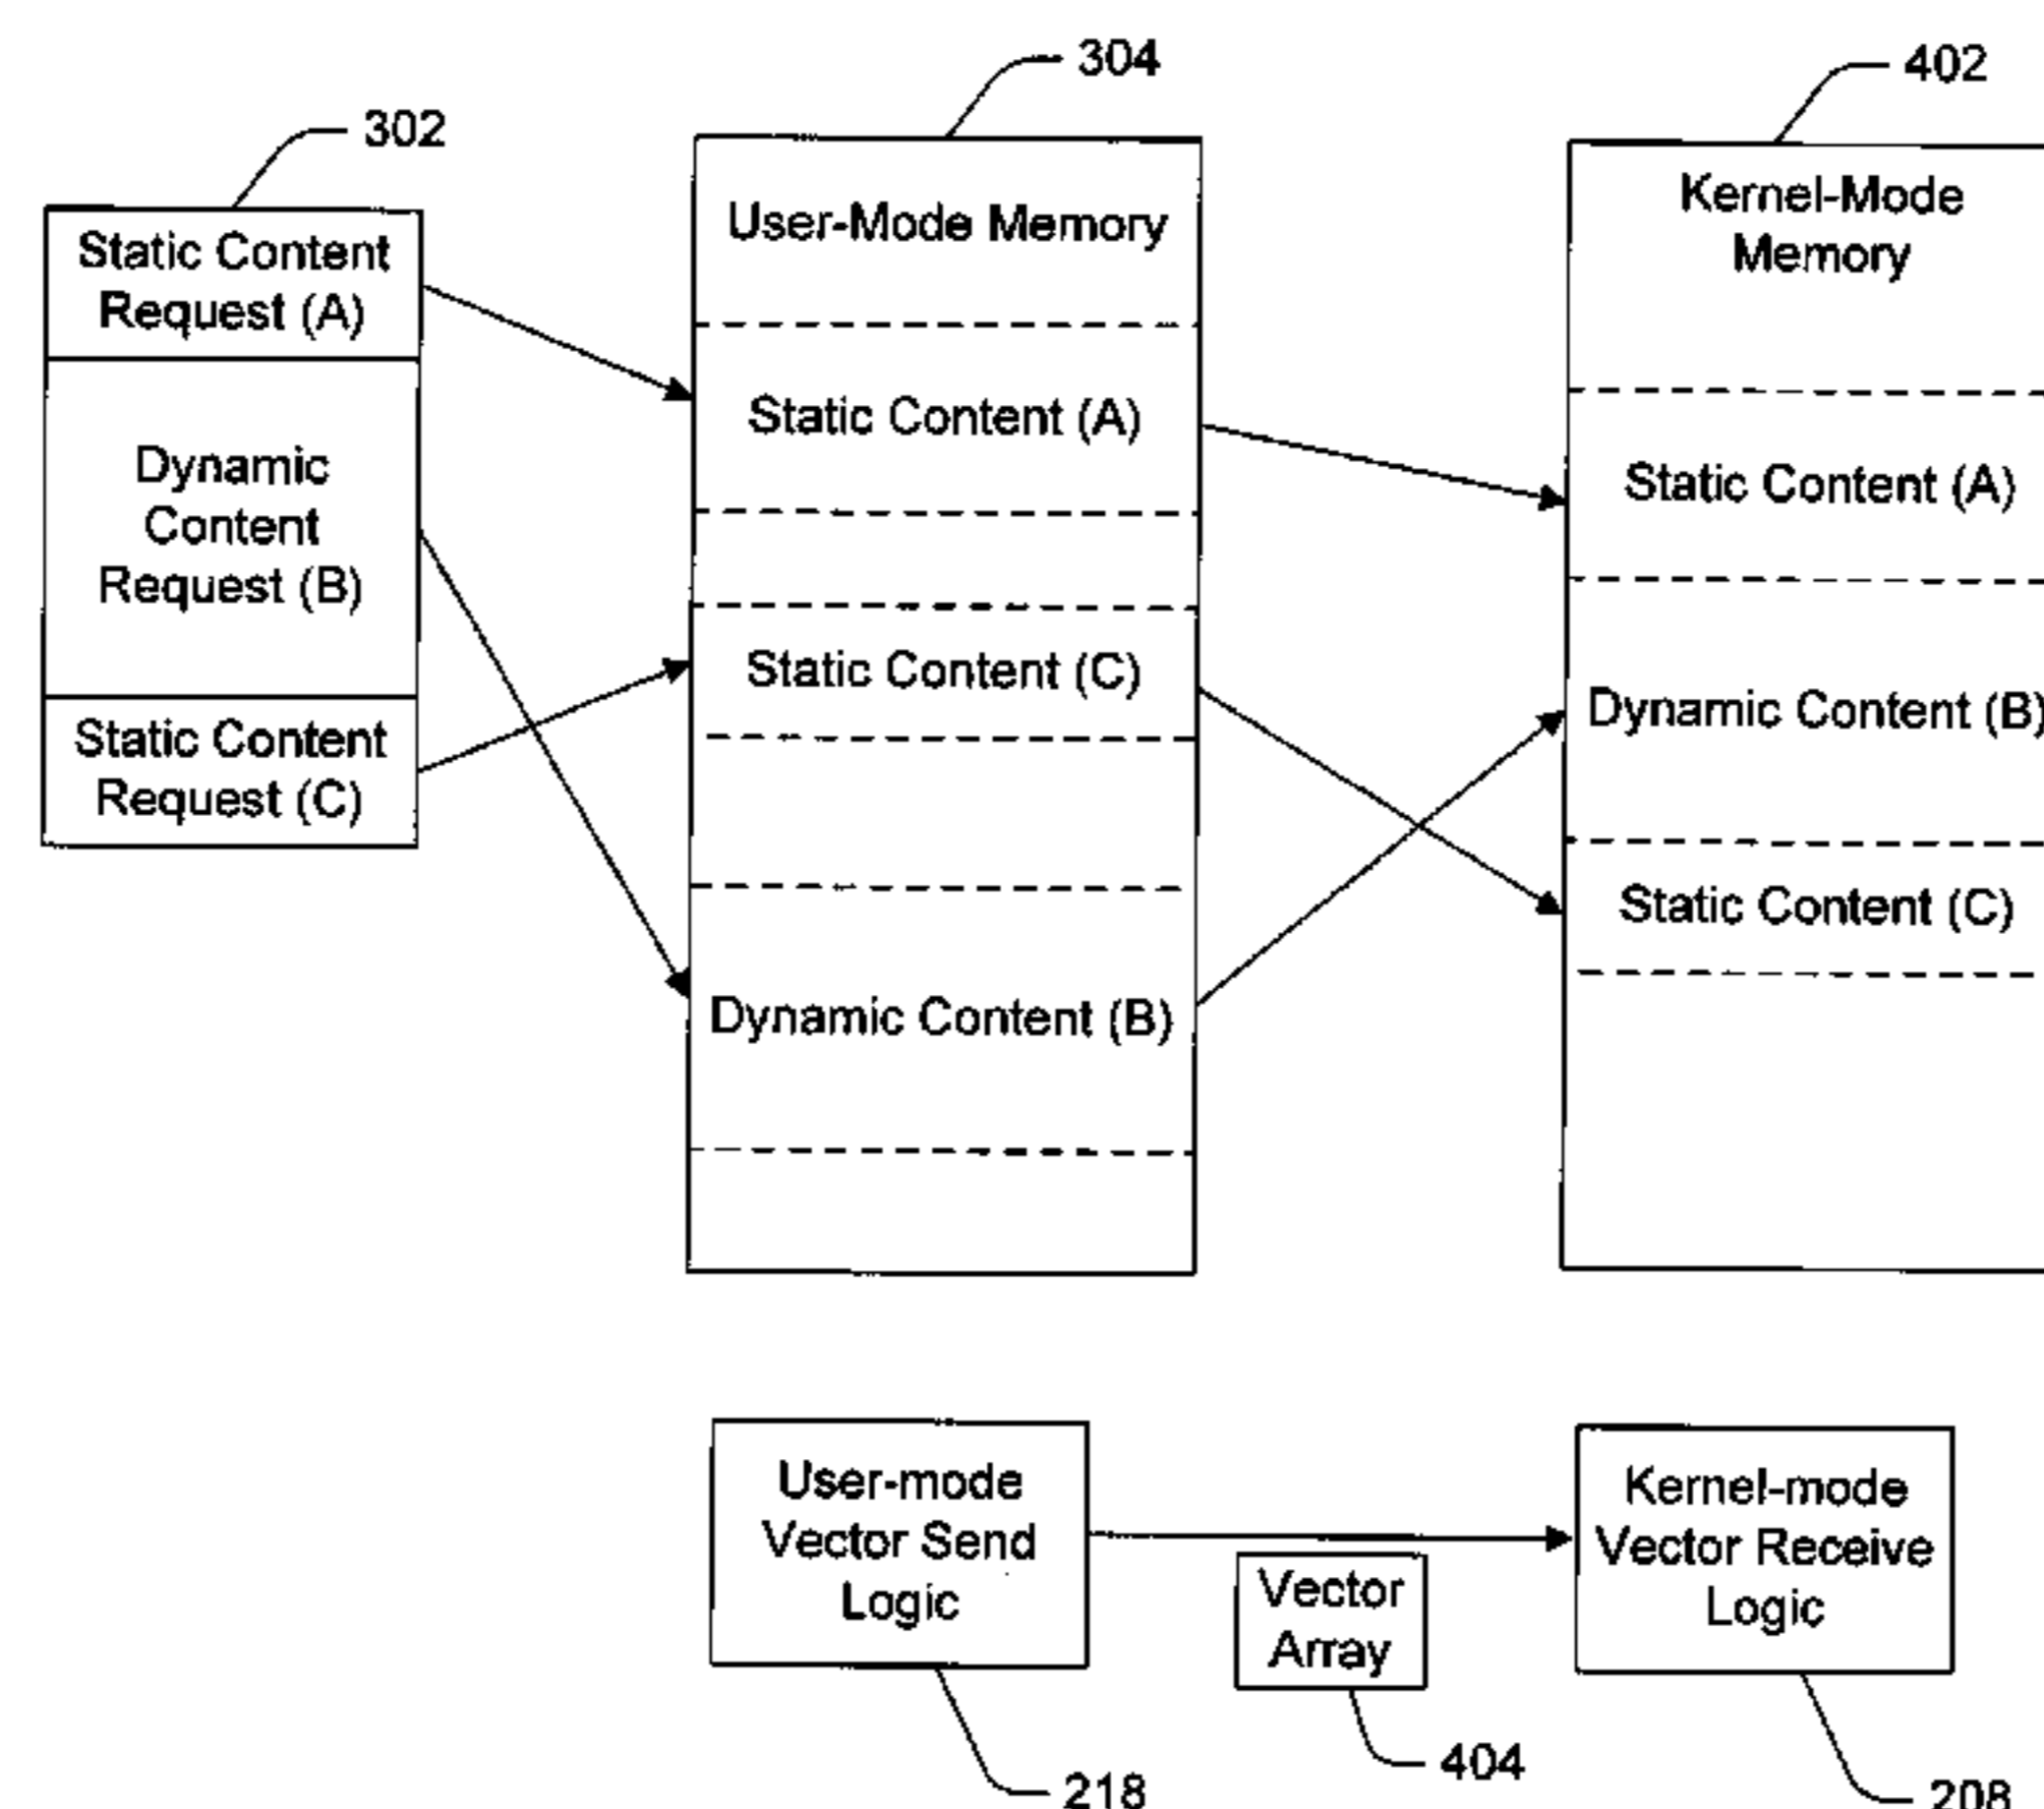 304
402
302
Static Content
Request (A)
Dynamic
Content
Request (B)
Static Content
Request (C)
User-Mode Memory
Static Content (A)
Static Content (C)
Dynamic Content (B)
Kernel-Mode
Memory
Static Content (A)
Dynamic Content (B)
Static Content (C)
User-mode
Vector Send
Logic
Vector
Array
Kernel-mode
Vector Receive
Logic
218
404
208